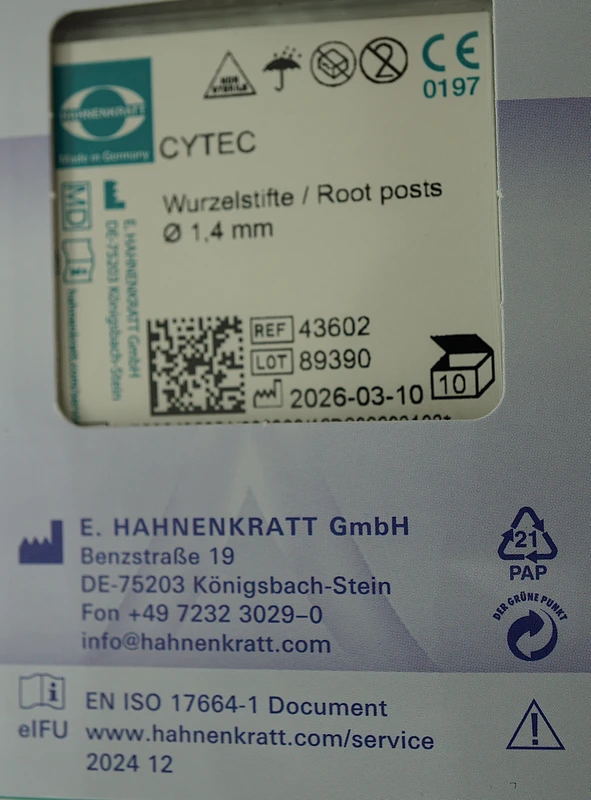 NON STERILE
CE
0197
HAHNENKRATT
Made in Germany
CYTEC
Wurzelstifte / Root posts
Ø 1,4 mm
MD
E. HAHNENKRATT GmbH
DE-75203 Königsbach-Stein
REF 43602
LOT 89390
2026-03-10
10
E. HAHNENKRATT GmbH
Benzstraße 19
DE-75203 Königsbach-Stein
Fon +49 7232 3029–0
info@hahnenkratt.com
21
PAP
DER GRÜNE PUNKT
eIFU
EN ISO 17664-1 Document
www.hahnenkratt.com/service
2024 12